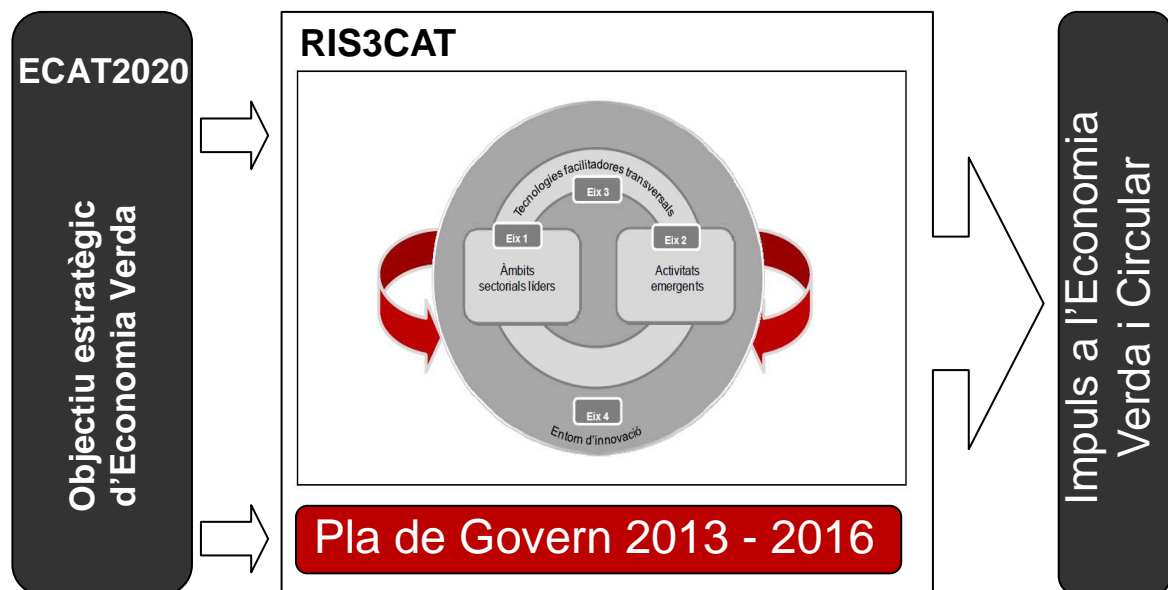 ECAT2020
Objectiu estratègic
d'Economia Verda
RIS3CAT
Tecnologies facilitadores transversals
Eix 3
Eix 1
Àmbits
sectorials líders
Eix 2
Activitats
emergents
Eix 4
Entorn d'innovació
Pla de Govern 2013 - 2016
Impuls a l'Economia
Verda i Circular